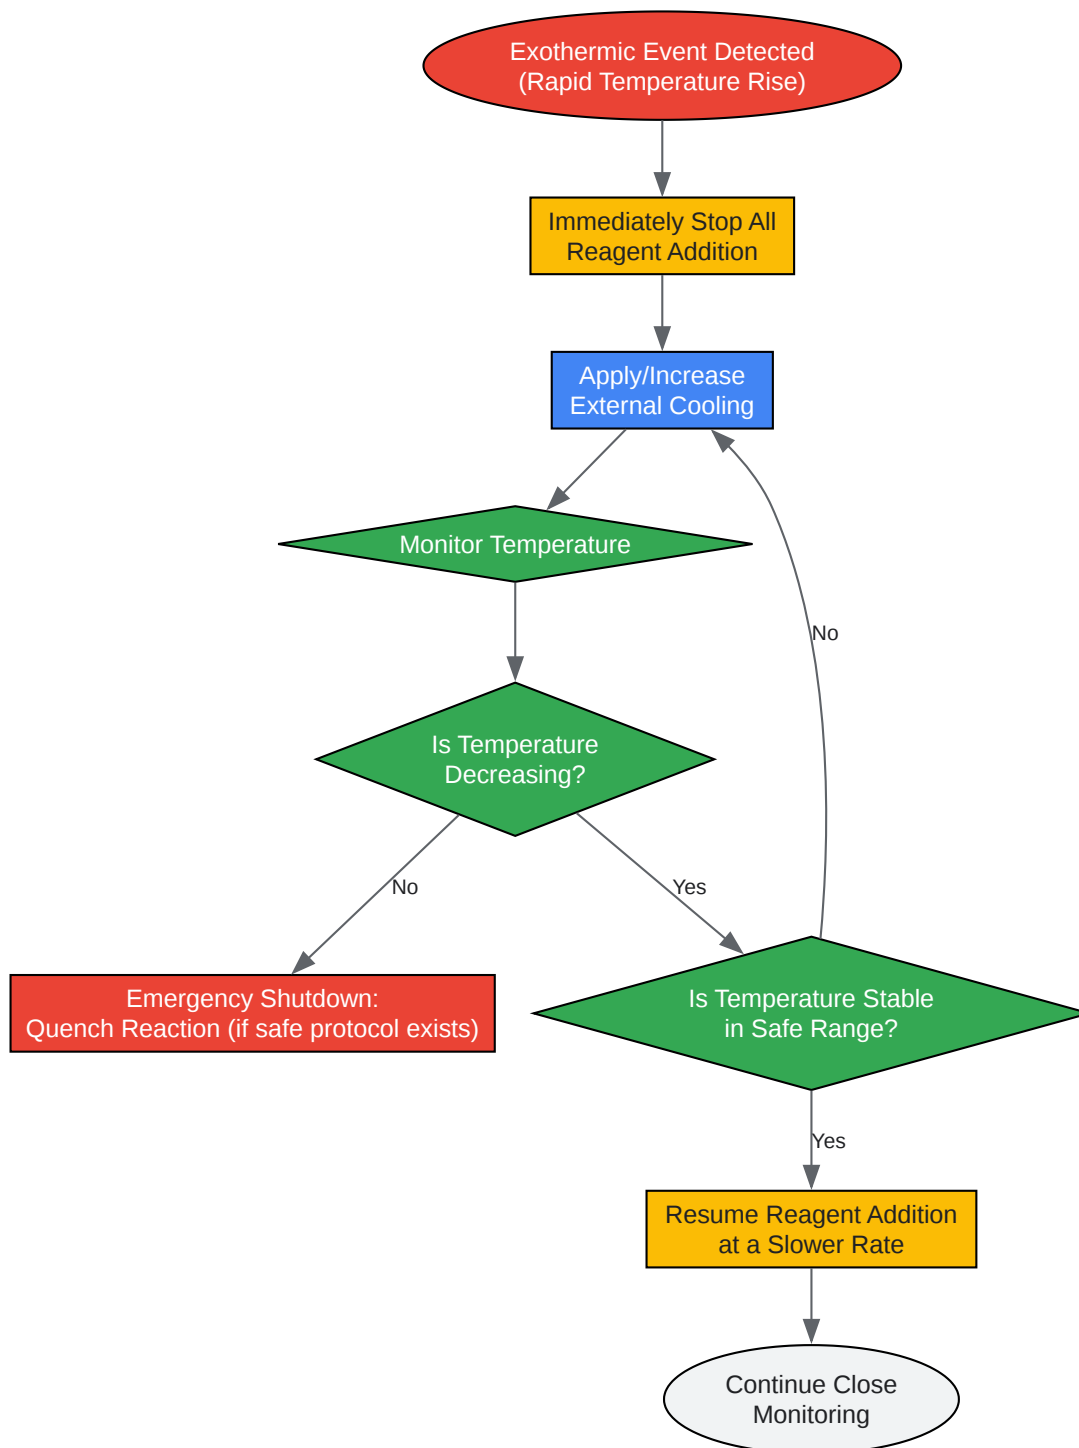 Exothermic Event Detected
(Rapid Temperature Rise)
Immediately Stop All
Reagent Addition
Apply/Increase
External Cooling
Monitor Temperature
No
Is Temperature
Decreasing?
No
Yes
Emergency Shutdown:
Quench Reaction (if safe protocol exists)
Is Temperature Stable
in Safe Range?
Yes
Resume Reagent Addition
at a Slower Rate
Continue Close
Monitoring